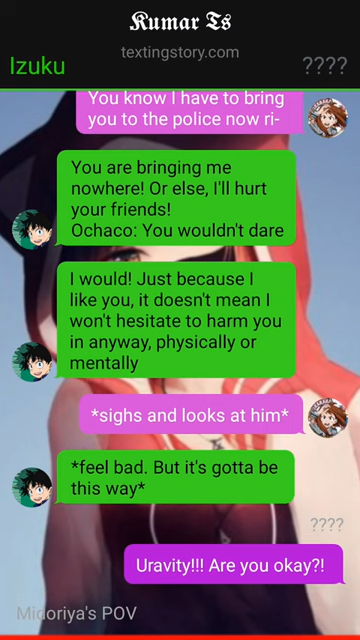 Kumar Ts
textingstory.com
Izuku
????
You know I have to bring
you to the police now ri-
You are bringing me
nowhere! Or else, I'll hurt
your friends!
Ochaco: You wouldn't dare
I would! Just because I
like you, it doesn't mean I
won't hesitate to harm you
in anyway, physically or
mentally
*sighs and looks at him*
*feel bad. But it's gotta be
this way*
????
Uravity!!! Are you okay?!
Midoriya's POV